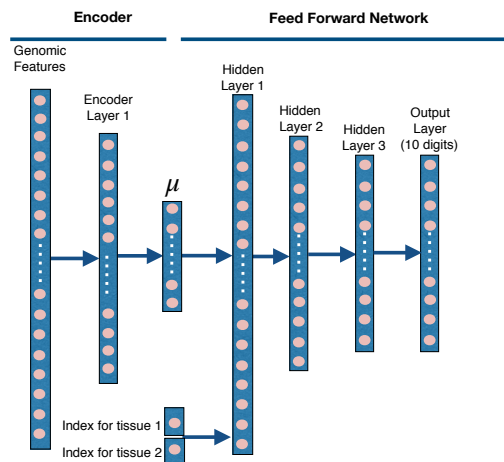 Encoder
Feed Forward Network
Genomic
Features
Encoder
Layer 1
μ
Hidden
Layer 1
Hidden
Layer 2
Hidden
Layer 3
Output
Layer
(10 digits)
Index for tissue 1
Index for tissue 2